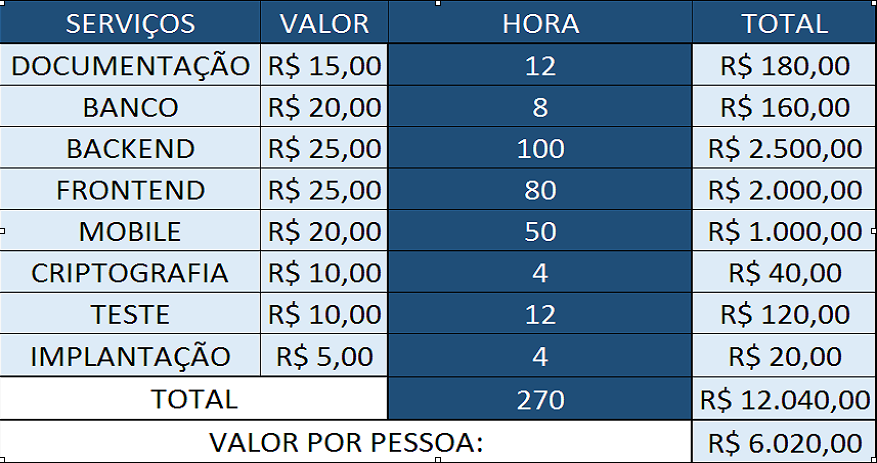 SERVIÇOS VALOR HORA TOTAL
DOCUMENTAÇÃO R$ 15,00 12 R$ 180,00
BANCO R$ 20,00 8 R$ 160,00
BACKEND R$ 25,00 100 R$ 2.500,00
FRONTEND R$ 25,00 80 R$ 2.000,00
MOBILE R$ 20,00 50 R$ 1.000,00
CRIPTOGRAFIA R$ 10,00 4 R$ 40,00
TESTE R$ 10,00 12 R$ 120,00
IMPLANTAÇÃO R$ 5,00 4 R$ 20,00
TOTAL 270 R$ 12.040,00
VALOR POR PESSOA: R$ 6.020,00